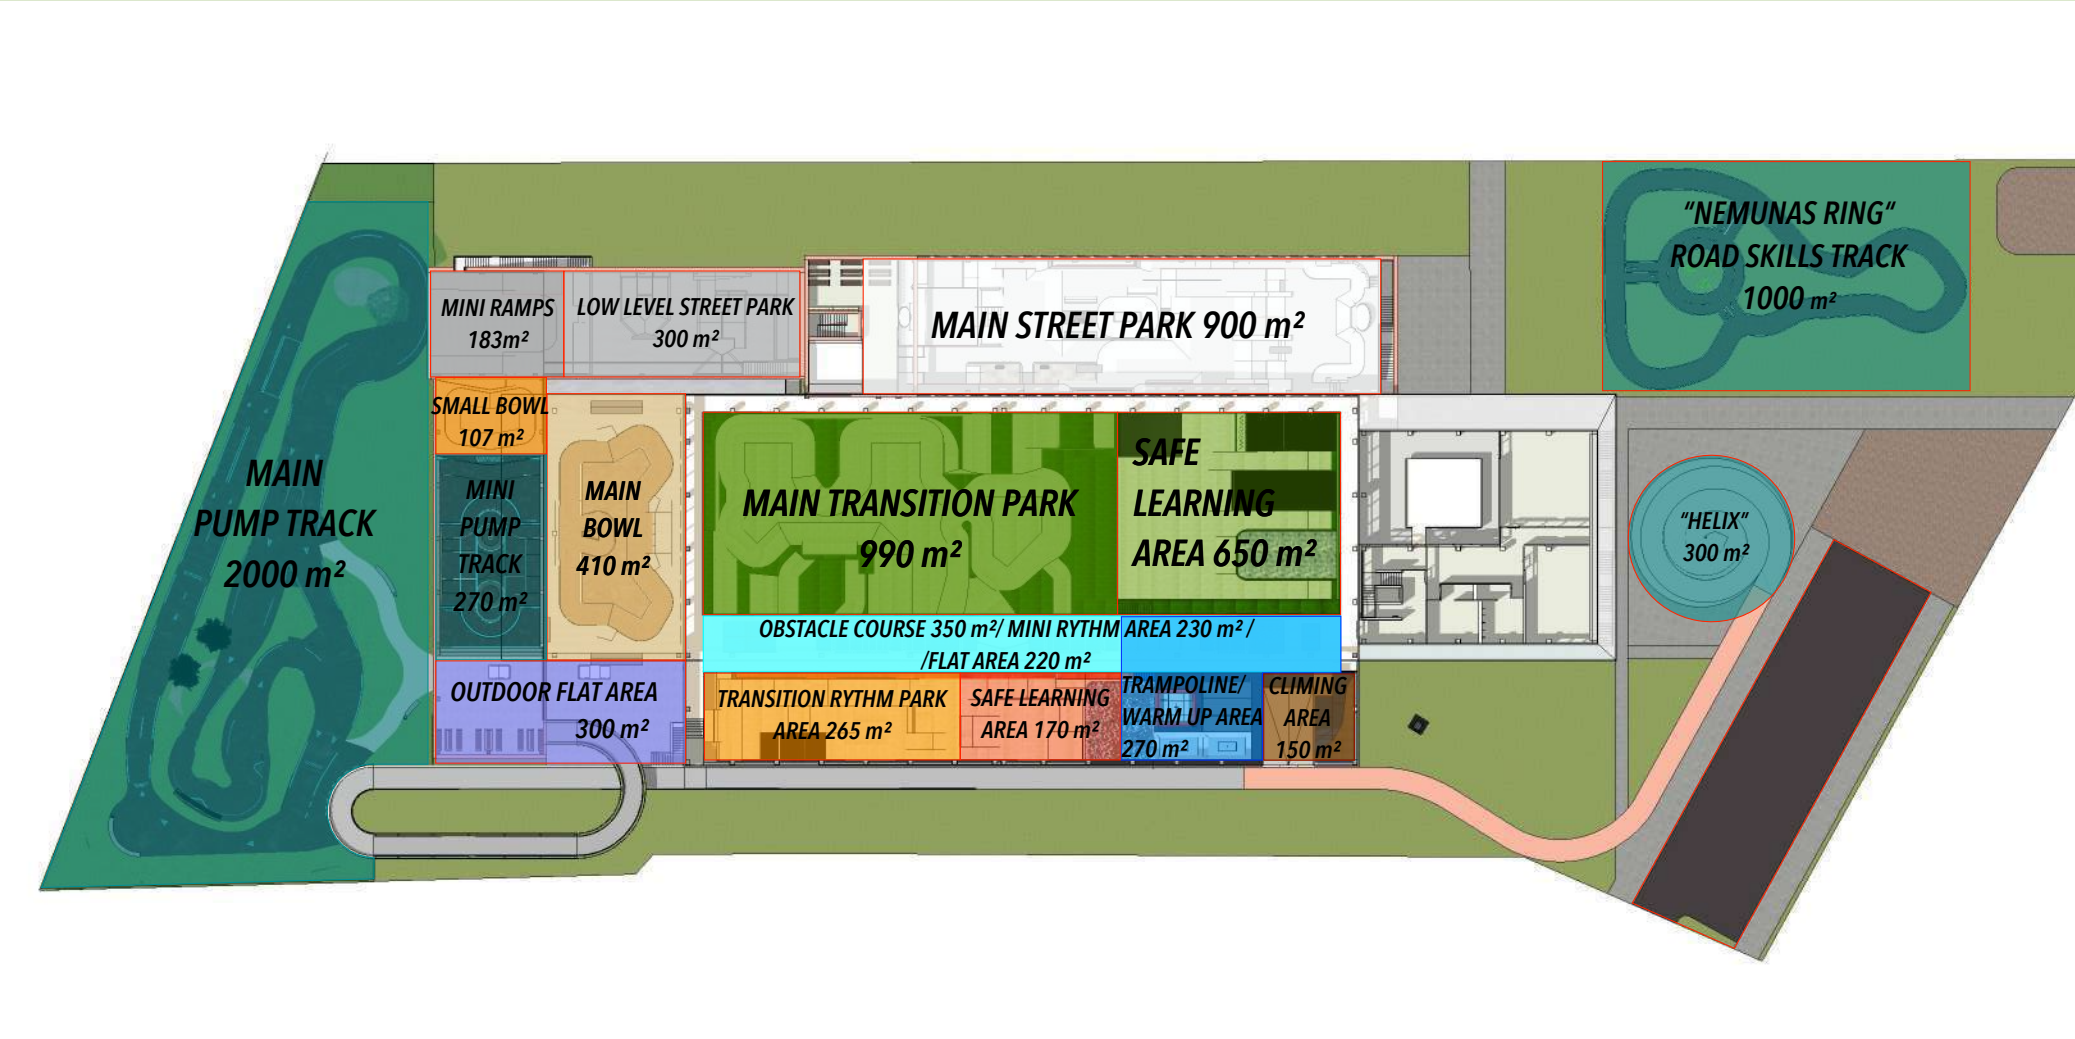 "NEMUNAS RING"
ROAD SKILLS TRACK
1000 m²
MINI RAMPS
183m²
LOW LEVEL STREET PARK
300 m²
MAIN STREET PARK 900 m²
SMALL BOWL
107 m²
MAIN
PUMP TRACK
2000 m²
MINI
PUMP
TRACK
270 m²
MAIN
BOWL
410 m²
MAIN TRANSITION PARK
990 m²
SAFE
LEARNING
AREA 650 m²
"HELIX"
300 m²
OBSTACLE COURSE 350 m²/ MINI RYTHM AREA 230 m² /
/FLAT AREA 220 m²
OUTDOOR FLAT AREA
300 m²
TRANSITION RYTHM PARK
AREA 265 m²
SAFE LEARNING
AREA 170 m²
TRAMPOLINE/
WARM UP AREA
270 m²
CLIMING
AREA
150 m²